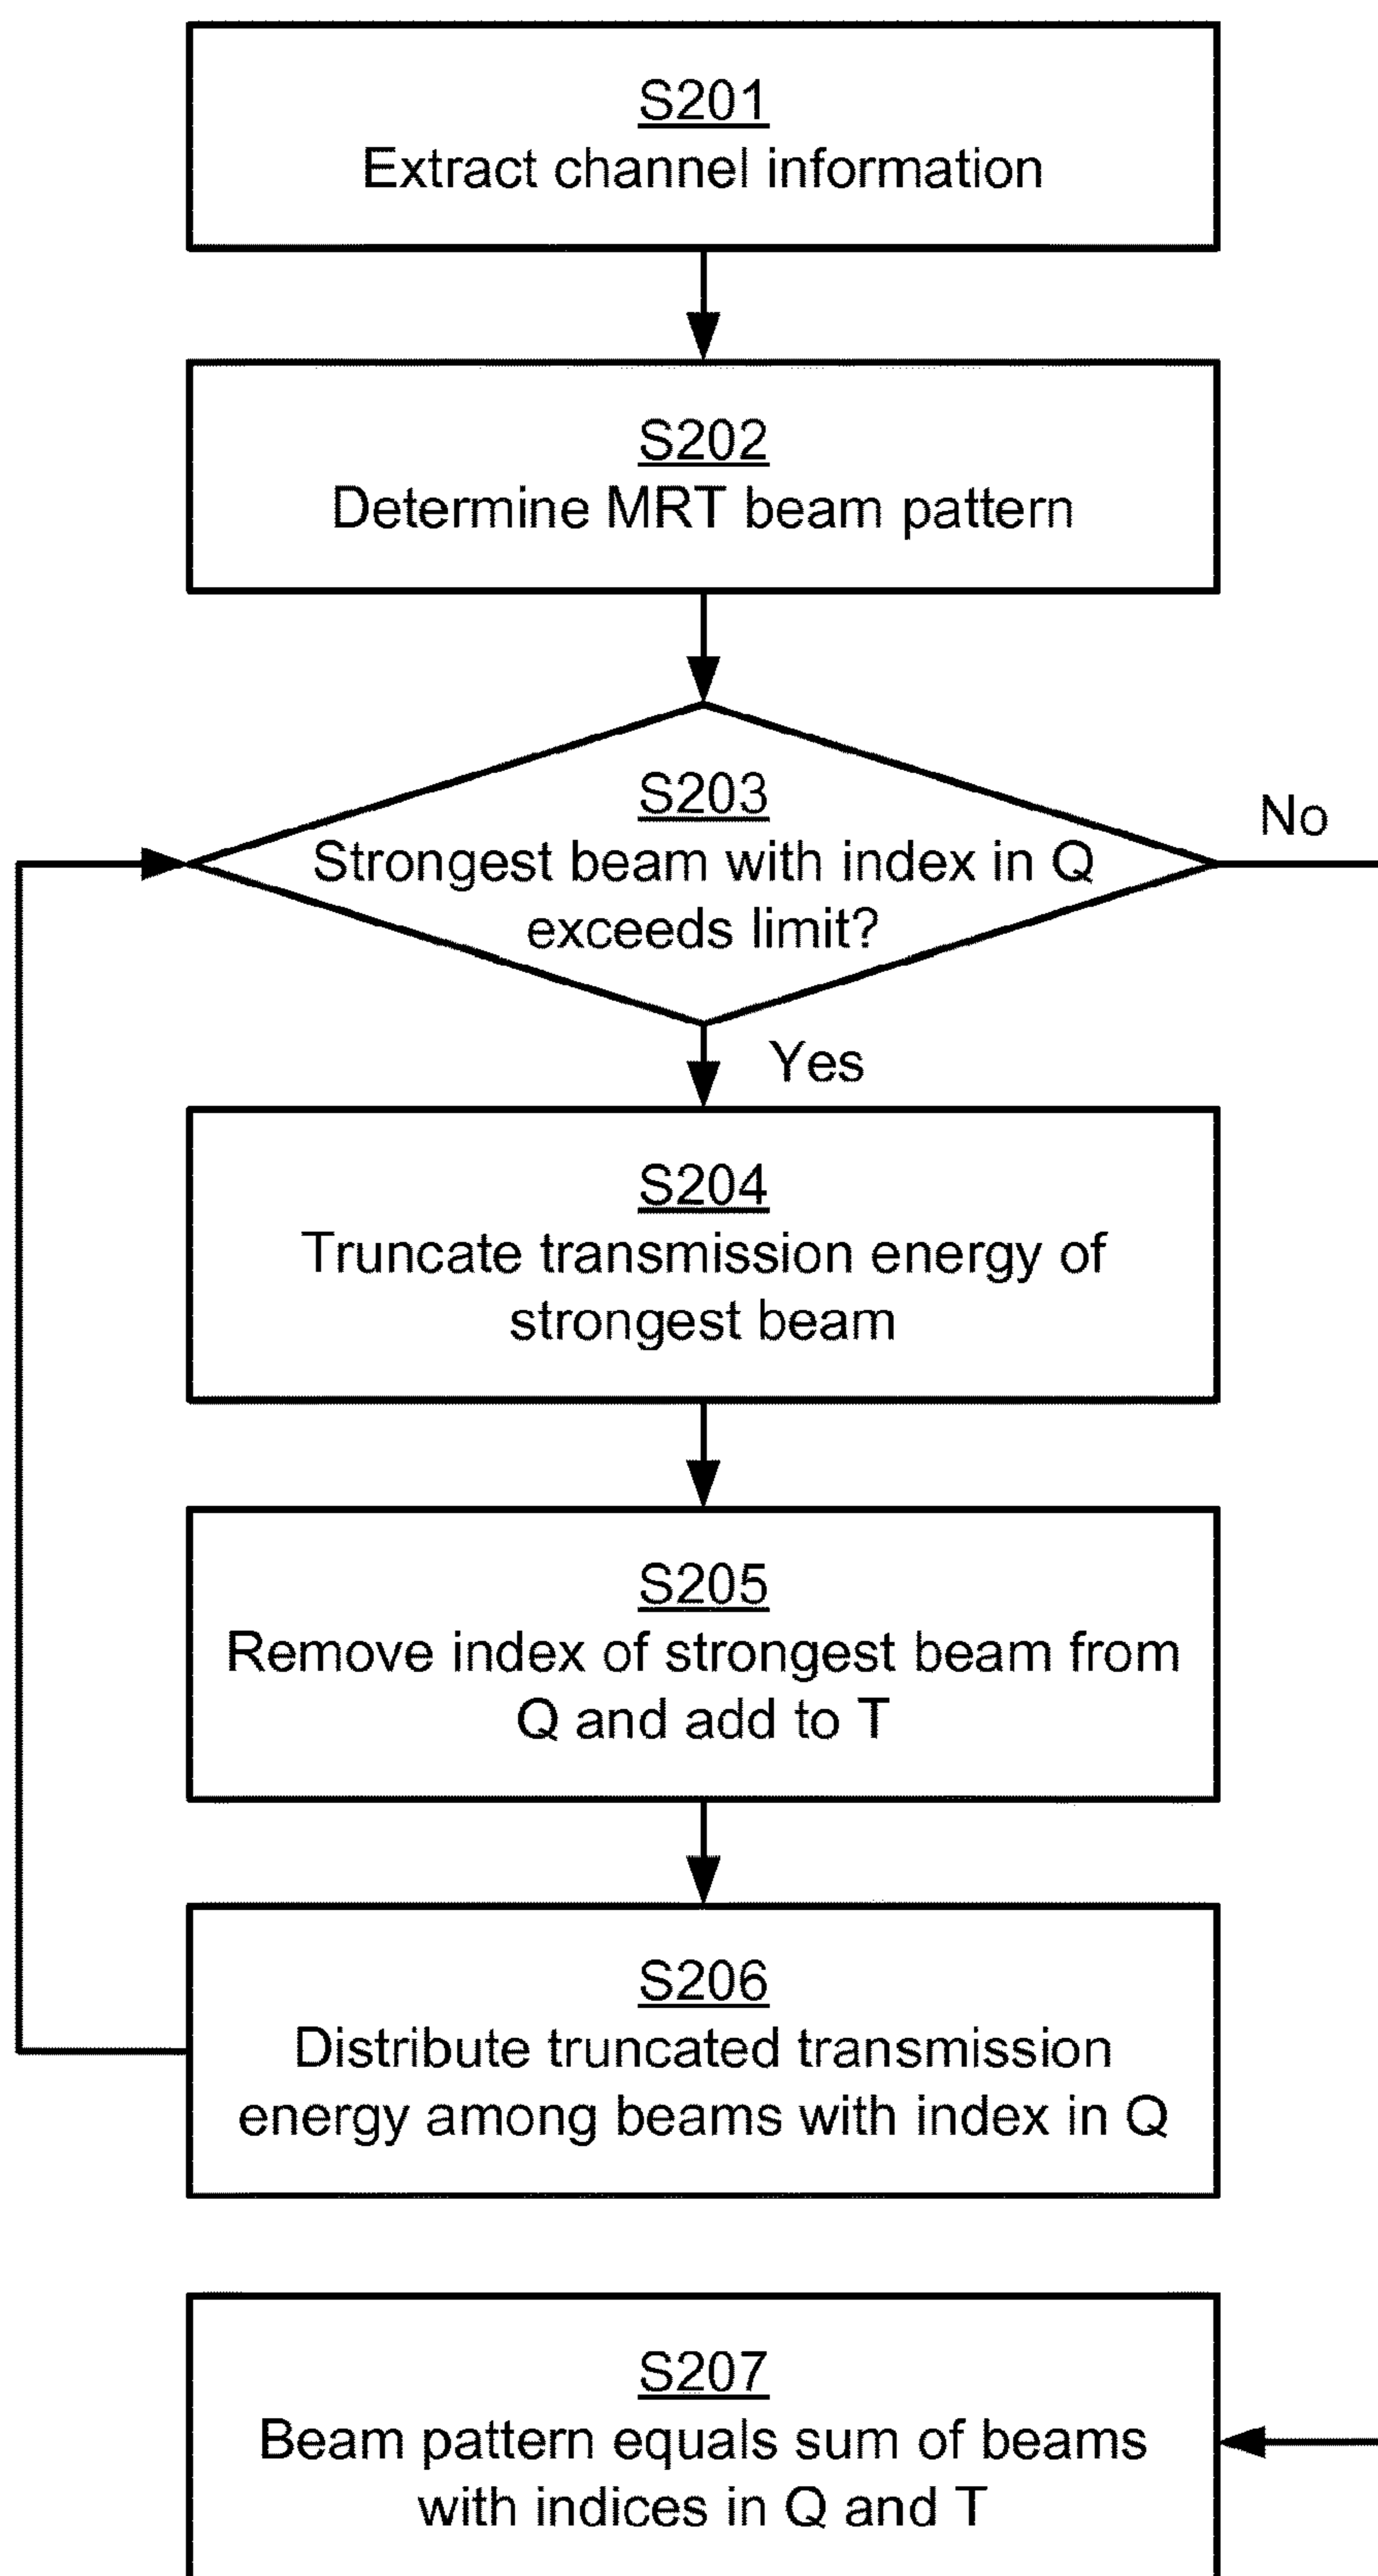 S201
Extract channel information
S202
Determine MRT beam pattern
S203
Strongest beam with index in Q
exceeds limit?
No
Yes
S204
Truncate transmission energy of
strongest beam
S205
Remove index of strongest beam from
Q and add to T
S206
Distribute truncated transmission
energy among beams with index in Q
S207
Beam pattern equals sum of beams
with indices in Q and T